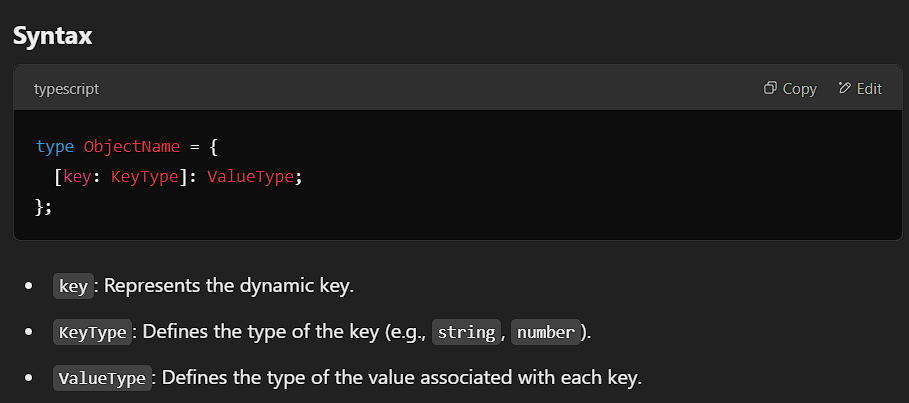 Syntax
typescript Copy Edit
type ObjectName = {
[key: KeyType]: ValueType;
};
• key: Represents the dynamic key.
• KeyType: Defines the type of the key (e.g., string, number).
• ValueType: Defines the type of the value associated with each key.